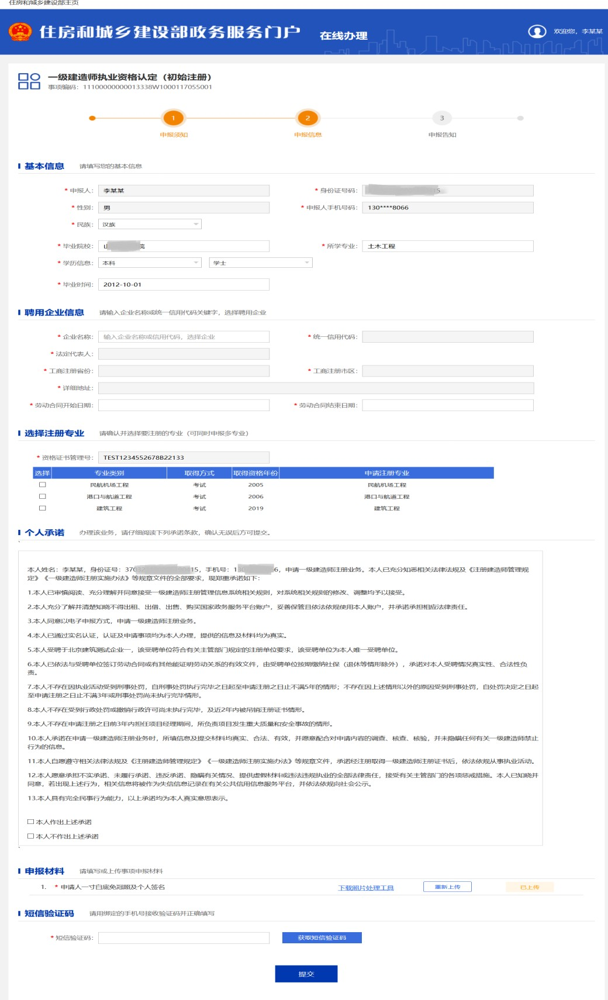 住房和城乡建设部主页
住房和城乡建设部政务服务门户 在线办理 欢迎您，李某某
一级建造师执业资格认定（初始注册）
事项编码：11100000000013338W1000117055001
1 2 3
申报须知 申报信息 申报告知
基本信息 请填写您的基本信息
* 申报人： 李某某 * 身份证号码： 15
* 性别： 男 * 申报人手机号码： 130****8066
* 民族： 汉族
* 毕业院校： 山 院 * 所学专业： 土木工程
* 学历信息： 本科 学士
* 毕业时间： 2012-10-01
聘用企业信息 请输入企业名称或统一信用代码关键字，选择聘用企业
* 企业名称： 输入企业名称或信用代码，选择企业 * 统一信用代码：
* 法定代表人：
* 工商注册省份： * 工商注册市区：
* 详细地址：
* 劳动合同开始日期： * 劳动合同结束日期：
选择注册专业 请确认并选择要注册的专业（可同时申报多专业）
* 资格证书管理号： TEST1234552678B22133
选择 专业类别 取得方式 取得资格年份 申请注册专业
民航机场工程 考试 2005 民航机场工程
港口与航道工程 考试 2006 港口与航道工程
建筑工程 考试 2019 建筑工程
个人承诺 办理该业务，请仔细阅读下列承诺条款，确认无误后方可提交。
本人姓名：李某某，身份证号：370 15，手机号：13 6，申请一级建造师注册业务。本人已充分知悉相关法律法规及《注册建造师管理规
定》《一级建造师注册实施办法》等规章文件的全部要求，现郑重承诺如下：
1.本人已审慎阅读、充分理解并同意接受一级建造师注册管理信息系统相关规则，对系统相关规则的修改、调整均予以接受。
2.本人充分了解并清楚知晓不得出租、出借、出售、购买国家政务服务平台账户，妥善保管且依法依规使用本人账户，并承诺承担相应法律责任。
3.本人同意以电子申报方式，申请一级建造师注册业务。
4.本人已通过实名认证，认证及申请事项均为本人办理，提供的信息及材料均为真实。
5.本人受聘于北京建筑测试企业一，该受聘单位符合有关主管部门规定的注册单位要求，该受聘单位为本人唯一受聘单位。
6.本人已依法与受聘单位签订劳动合同或有其他能证明劳动关系的有效文件，由受聘单位按期缴纳社保（退休等情形除外），承诺对本人受聘情况真实性、合法性负
责。
7.本人不存在因执业活动受到刑事处罚，自刑事处罚执行完毕之日起至申请注册之日止不满5年的情形；不存在因上述情形以外的原因受到刑事处罚，自处罚决定之日起
至申请注册之日止不满3年或刑事处罚尚未执行完毕情形。
8.本人不存在受到行政处罚或撤销行政许可尚未执行完毕，及近2年内被吊销注册证书情形。
9.本人不存在申请注册之日前3年内担任项目经理期间，所负责项目发生重大质量和安全事故的情形。
10.本人承诺在申请一级建造师注册业务时，所填信息及提交材料均真实、合法、有效，并愿意配合对申请内容的调查、核查、核验，并未隐瞒任何有关一级建造师禁止
行为的信息。
11.本人自愿遵守相关法律法规及《注册建造师管理规定》《一级建造师注册实施办法》等规章文件，承诺经注册取得一级建造师注册证书后，依法依规从事执业活动。
12.本人愿意承担不实承诺、未履行承诺、违反承诺、隐瞒有关情况、提供虚假材料或违法违规执业的全部法律责任，接受有关主管部门的各项惩戒措施。本人已知晓并
同意，若出现上述行为，相关信息将被作为失信信息记录在有关公共信用信息服务平台，并依法依规向社会公示。
13.本人具有完全民事行为能力，以上承诺均为本人真实意思表示。
本人作出上述承诺
本人不作出上述承诺
申报材料 请填写或上传事项申报材料
1. * 申请人一寸白底免冠照及个人签名 下载照片处理工具 重新上传 已上传
短信验证码 请用绑定的手机号接收验证码并正确填写
* 短信验证码： 获取短信验证码
提交